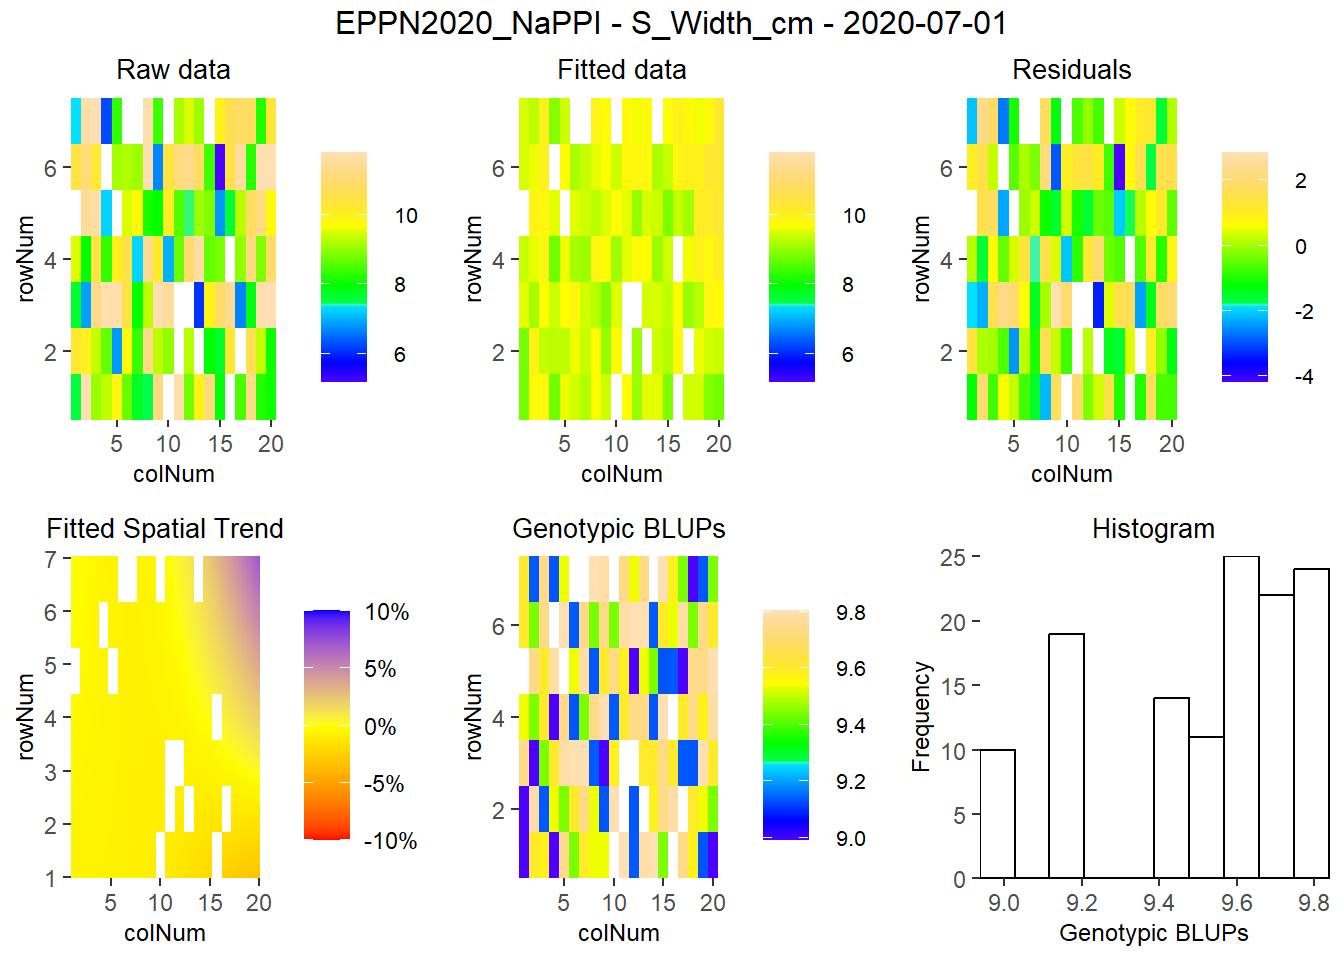 EPPN2020_NaPPI - S_Width_cm - 2020-07-01
Raw data
rowNum
6
4
2
5 10 15 20
colNum
10
8
6
Fitted data
rowNum
6
4
2
5 10 15 20
colNum
10
8
6
Residuals
rowNum
6
4
2
5 10 15 20
colNum
2
0
-2
-4
Fitted Spatial Trend
rowNum
7
6
5
4
3
2
1
5 10 15 20
colNum
10%
5%
0%
-5%
-10%
Genotypic BLUPs
rowNum
6
4
2
5 10 15 20
colNum
9.8
9.6
9.4
9.2
9.0
Histogram
Frequency
25
20
15
10
5
0
9.0 9.2 9.4 9.6 9.8
Genotypic BLUPs